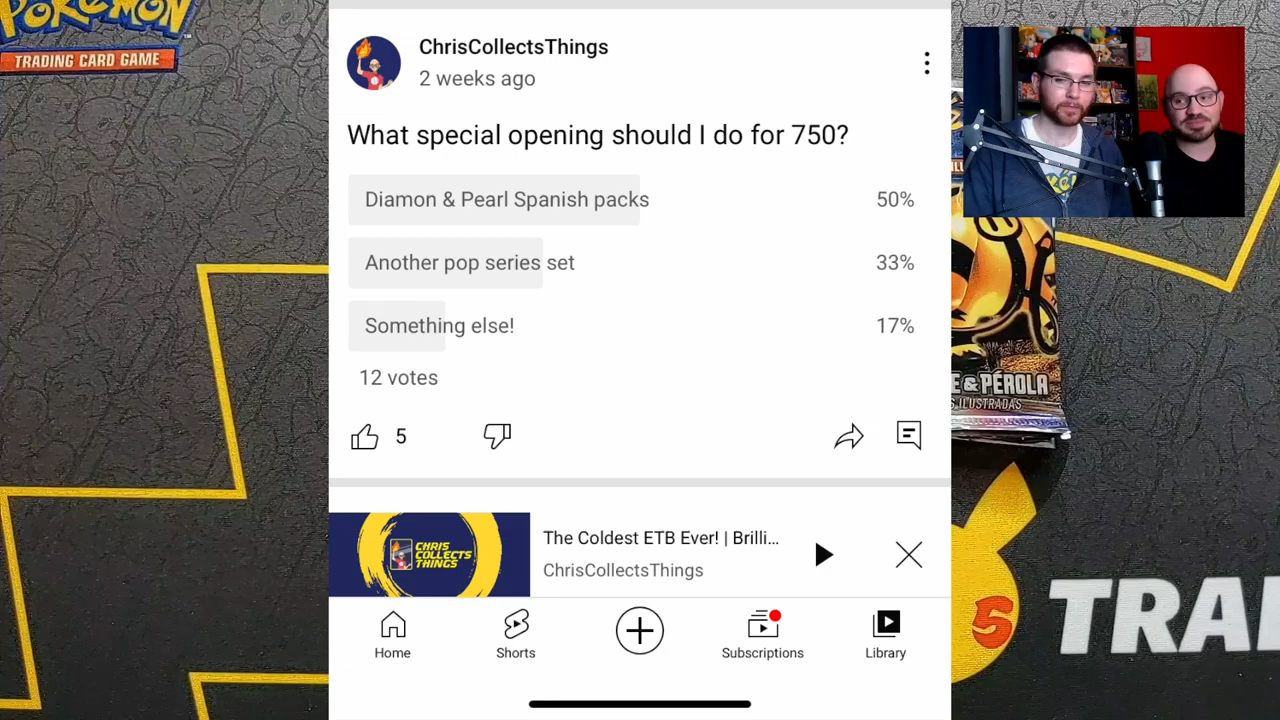 POKÉMON
TRADING CARD GAME
ChrisCollectsThings
2 weeks ago
What special opening should I do for 750?
Diamon & Pearl Spanish packs
50%
Another pop series set
33%
Something else!
17%
12 votes
5
CHRIS
COLLECTS
THINGS
The Coldest ETB Ever! | Brilli...
ChrisCollectsThings
Home
Shorts
Subscriptions
Library
E & PÉROLA
S ILUSTRADAS
S TRA